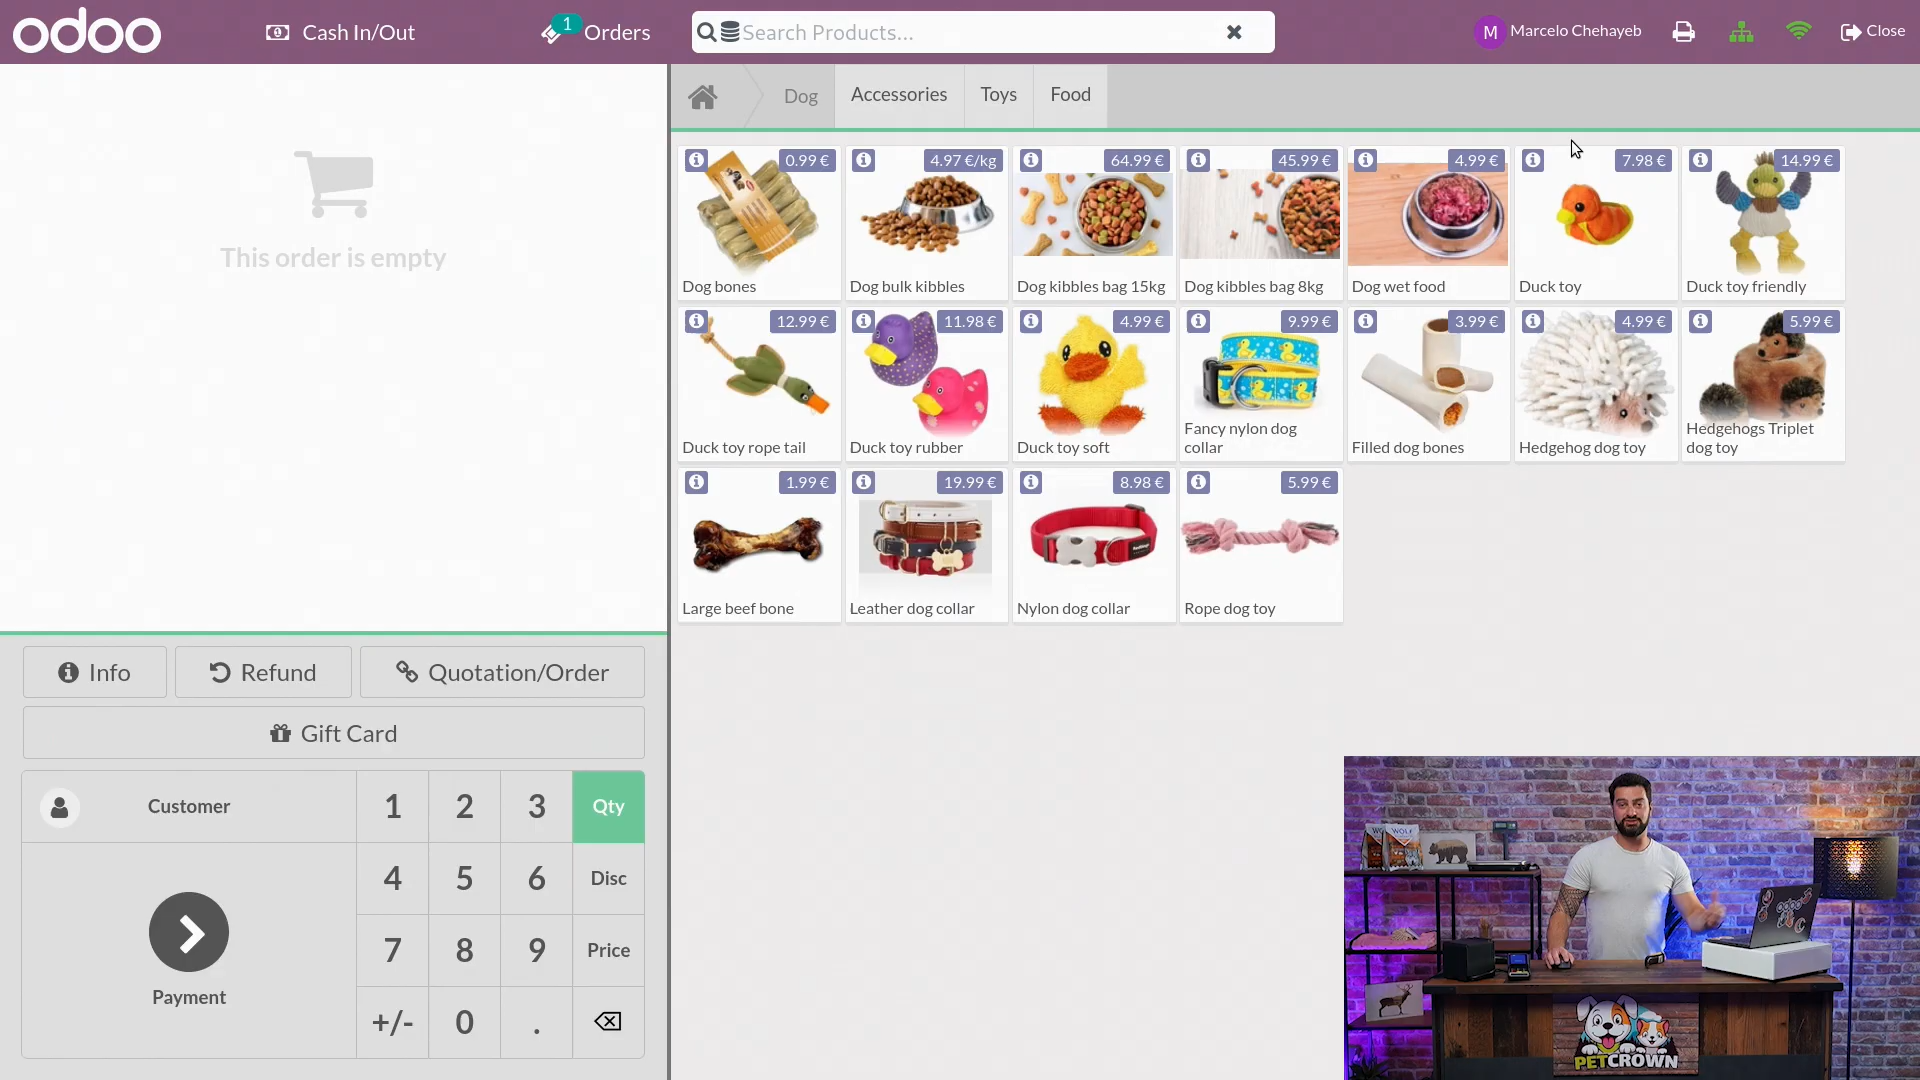 odoo
Cash In/Out
1
Orders
Search Products...
M
Marcelo Chehayeb
Close
Dog
Accessories
Toys
Food
0.99 €
Dog bones
4.97 €/kg
Dog bulk kibbles
64.99 €
Dog kibbles bag 15kg
45.99 €
Dog kibbles bag 8kg
4.99 €
Dog wet food
7.98 €
Duck toy
14.99 €
Duck toy friendly
12.99 €
Duck toy rope tail
11.98 €
Duck toy rubber
4.99 €
Duck toy soft
9.99 €
Fancy nylon dog
collar
3.99 €
Filled dog bones
4.99 €
Hedgehog dog toy
5.99 €
Hedgehogs Triplet
dog toy
1.99 €
Large beef bone
19.99 €
Leather dog collar
8.98 €
Nylon dog collar
5.99 €
Rope dog toy
This order is empty
Info
Refund
Quotation/Order
Gift Card
Customer
1 2 3 Qty
4 5 6 Disc
7 8 9 Price
+/- 0 .
Payment
WOLF
odoo
PETCROWN